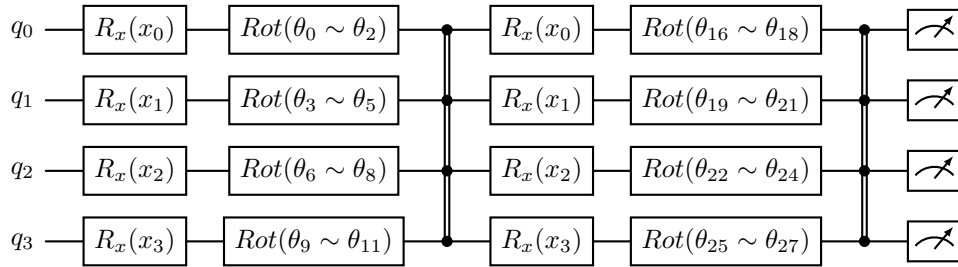 q₀ Rₓ(x₀) Rot(θ₀ ∼ θ₂) Rₓ(x₀) Rot(θ₁₆ ∼ θ₁₈)
q₁ Rₓ(x₁) Rot(θ₃ ∼ θ₅) Rₓ(x₁) Rot(θ₁₉ ∼ θ₂₁)
q₂ Rₓ(x₂) Rot(θ₆ ∼ θ₈) Rₓ(x₂) Rot(θ₂₂ ∼ θ₂₄)
q₃ Rₓ(x₃) Rot(θ₉ ∼ θ₁₁) Rₓ(x₃) Rot(θ₂₅ ∼ θ₂₇)